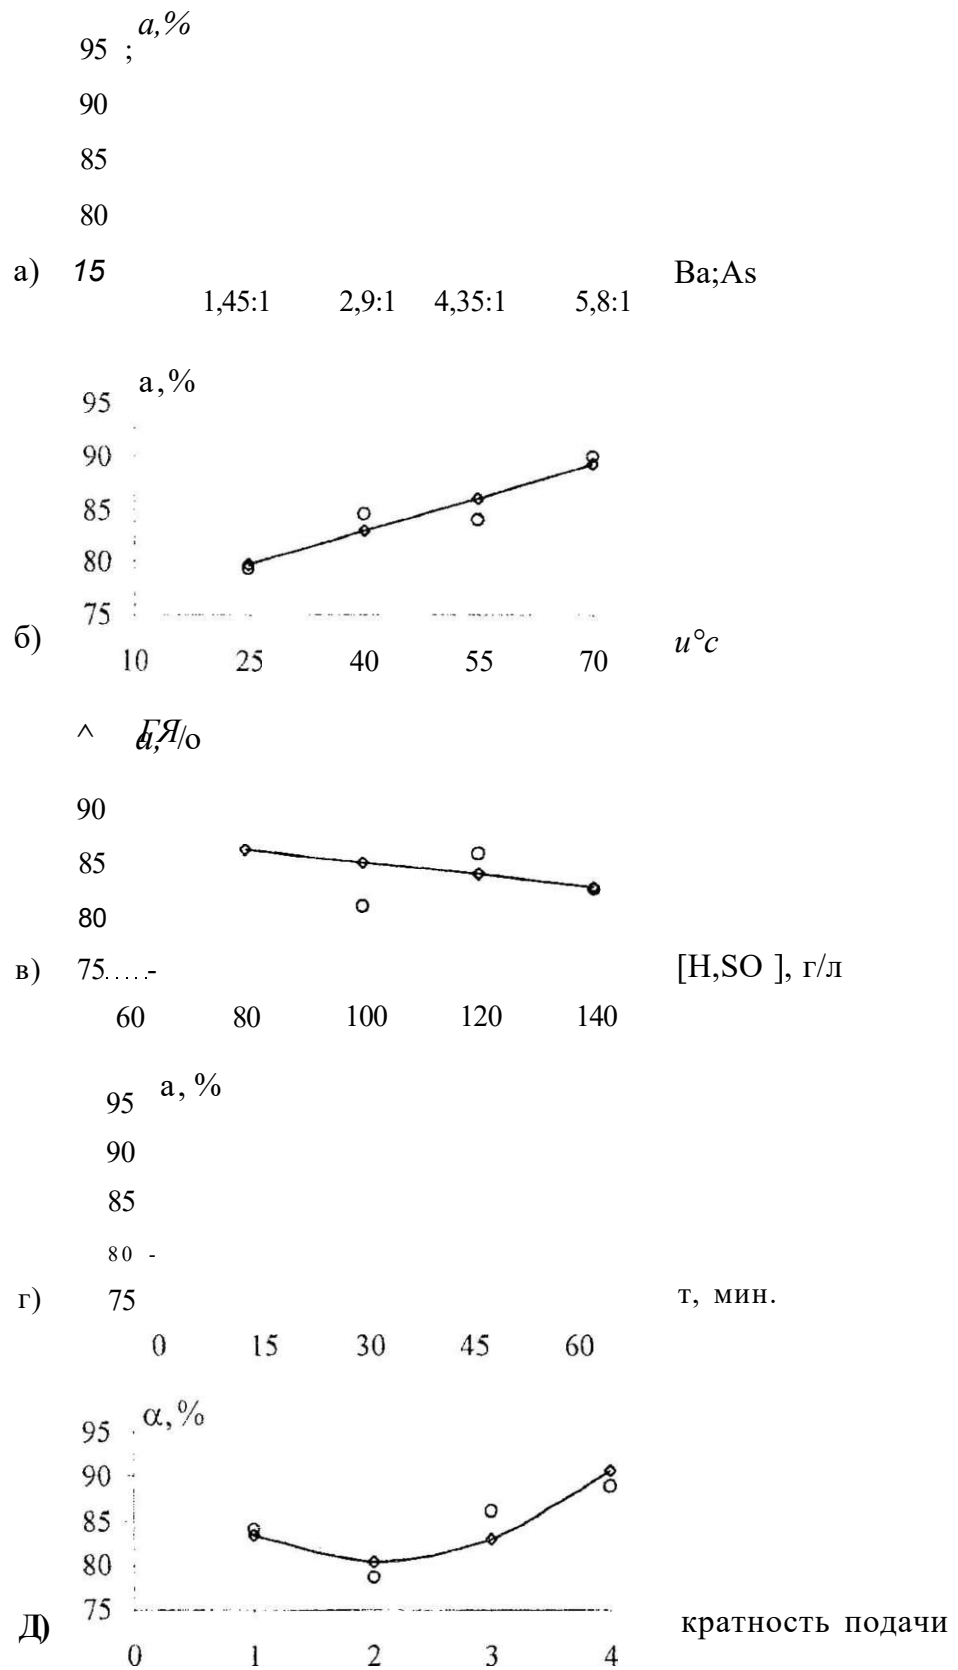 а,%
95 ;
90
85
80
а) 15 Ba;As
1,45:1 2,9:1 4,35:1 5,8:1
а,%
95
90
85
80
75
б) u°c
10 25 40 55 70
^ /о
90
85
80
в) 75.....- [H,SO ], г/л
60 80 100 120 140
а, %
95
90
85
80 -
г) 75 т, мин.
0 15 30 45 60
α,%
95
90
85
80
75
Д) кратность подачи
0 1 2 3 4